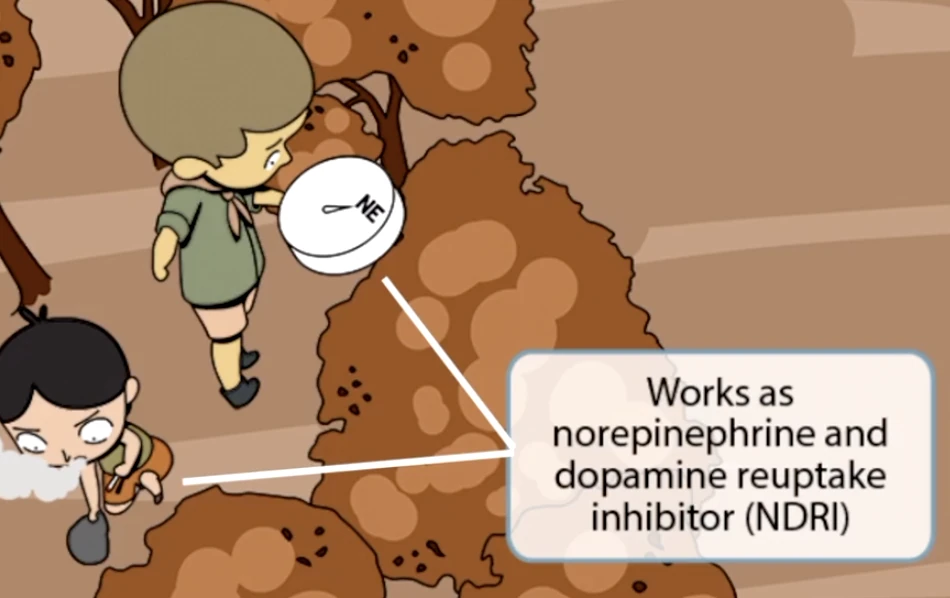 NE
Works as
norepinephrine and
dopamine reuptake
inhibitor (NDRI)